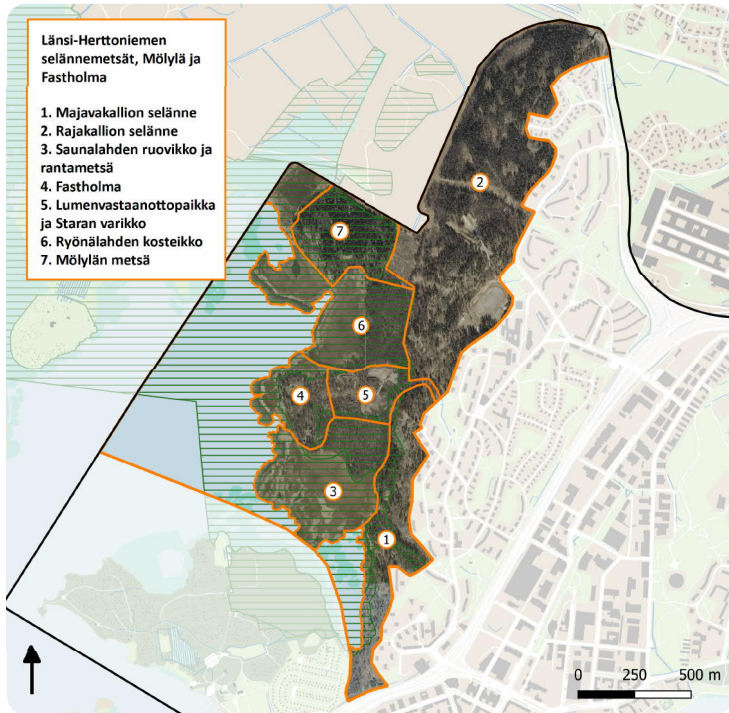 Länsi-Herttoniemen
selännemetsät, Mölylä ja
Fastholma
1. Majavakallion selänne
2. Rajakallion selänne
3. Saunalahden ruovikko ja
rantametsä
4. Fastholma
5. Lumenvastaanottopaikka
ja Staran varikko
6. Ryönälahden kosteikko
7. Mölylän metsä
2
7
6
4
5
3
1
0 250 500 m